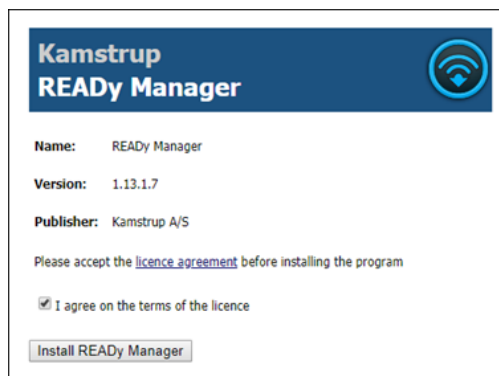 Kamstrup
READy Manager
Name: READy Manager
Version: 1.13.1.7
Publisher: Kamstrup A/S
Please accept the licence agreement before installing the program
I agree on the terms of the licence
Install READy Manager